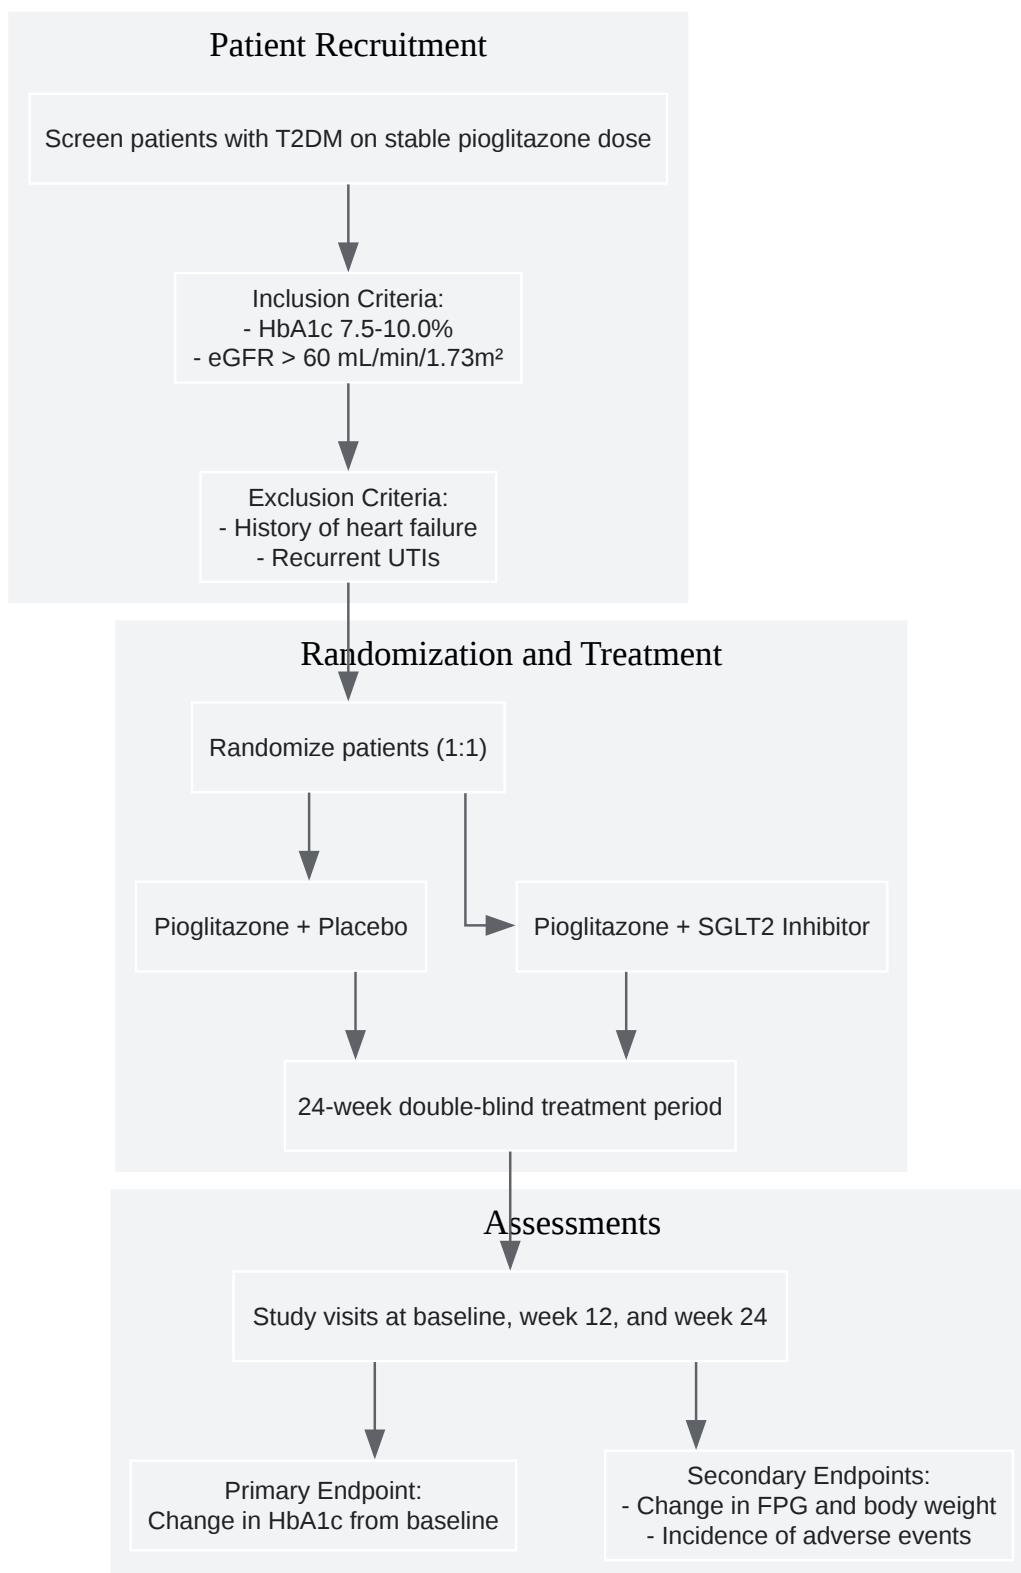 Patient Recruitment
Screen patients with T2DM on stable pioglitazone dose
Inclusion Criteria:
- HbA1c 7.5-10.0%
- eGFR > 60 mL/min/1.73m²
Exclusion Criteria:
- History of heart failure
- Recurrent UTIs
Randomization and Treatment
Randomize patients (1:1)
Pioglitazone + Placebo
Pioglitazone + SGLT2 Inhibitor
24-week double-blind treatment period
Assessments
Study visits at baseline, week 12, and week 24
Primary Endpoint:
Change in HbA1c from baseline
Secondary Endpoints:
- Change in FPG and body weight
- Incidence of adverse events